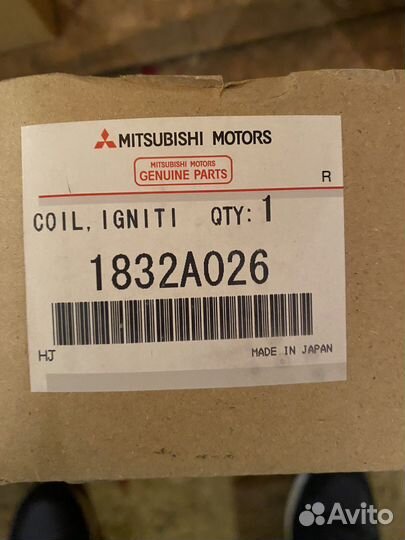 MITSUBISHI MOTORS
MITSUBISHI MOTORS
GENUINE PARTS
R
COIL, IGNITI QTY: 1
1832A026
HJ MADE IN JAPAN
Avito